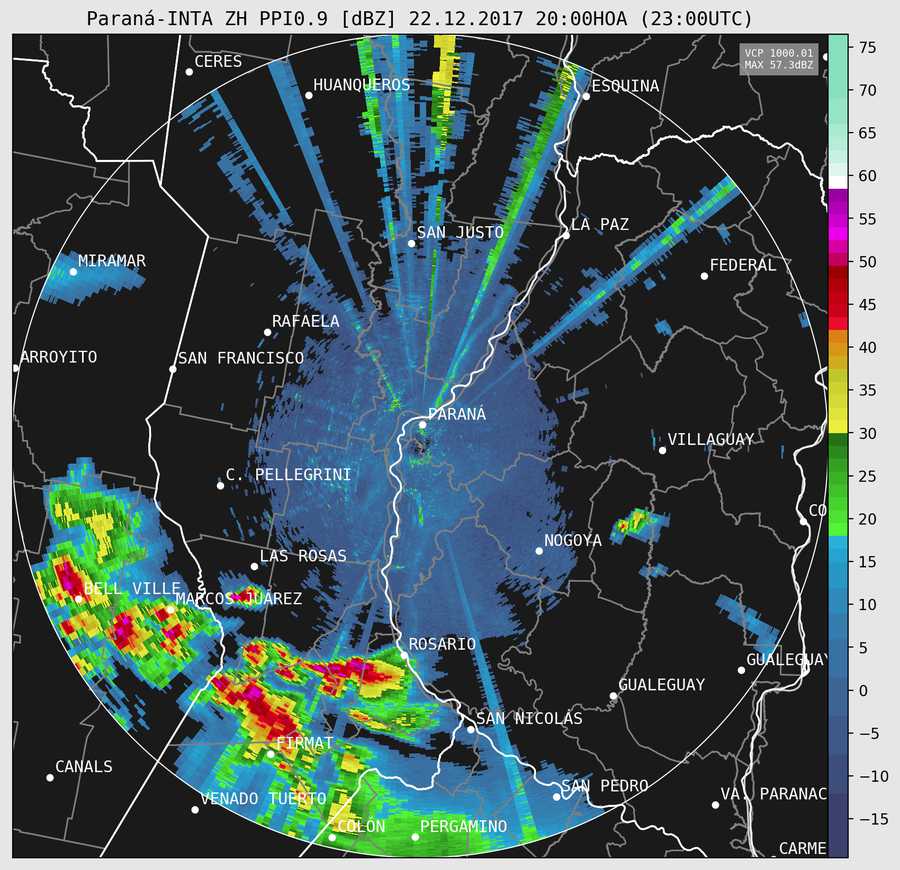 Paraná-INTA ZH PPI0.9 [dBZ] 22.12.2017 20:00HOA (23:00UTC)
VCP 1000.01
MAX 57.3dBZ
75
70
65
60
55
50
45
40
35
30
25
20
15
10
5
0
−5
−10
−15
CERES
HUANQUEROS
ESQUINA
SAN JUSTO
LA PAZ
MIRAMAR
FEDERAL
RAFAELA
ARROYITO
SAN FRANCISCO
PARANÁ
VILLAGUAY
C. PELLEGRINI
CO
NOGOYA
LAS ROSAS
BELL VILLE
MARCOS JUÁREZ
ROSARIO
GUALEGUAY
GUALEGUAY
SAN NICOLÁS
FIRMAT
CANALS
SAN PEDRO
VENADO TUERTO
VA. PARANAC
COLÓN
PERGAMINO
CARME